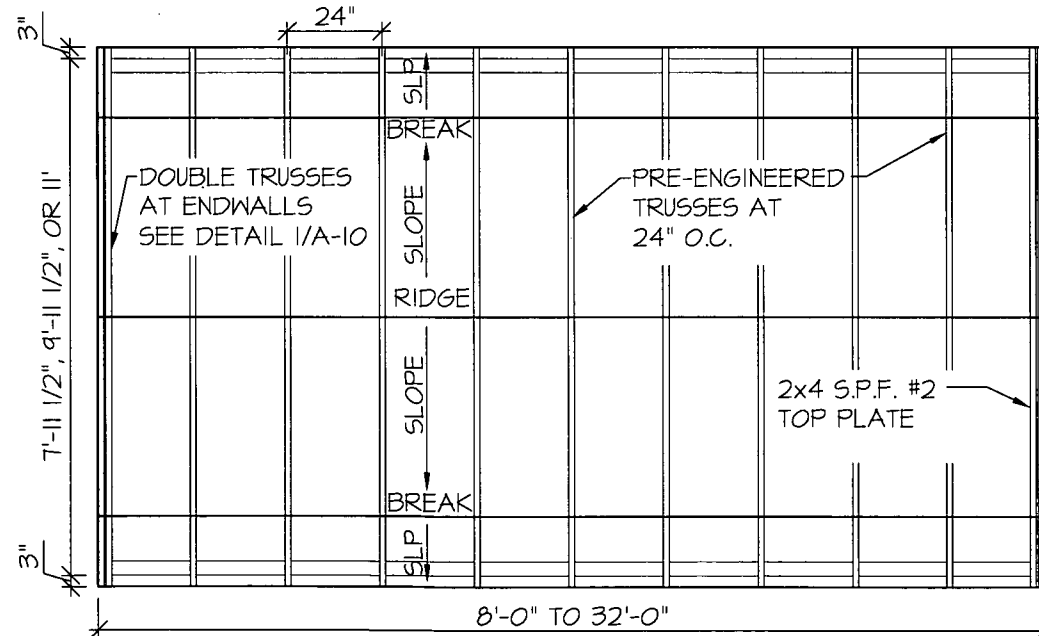 3"
24"
SLP
BREAK
DOUBLE TRUSSES
AT ENDWALLS
SEE DETAIL 1/A-10
SLOPE
PRE-ENGINEERED
TRUSSES AT
24" O.C.
7'-11 1/2", 9'-11 1/2", OR 11'
RIDGE
SLOPE
2x4 S.P.F. #2
TOP PLATE
BREAK
SLP
3"
8'-0" TO 32'-0"